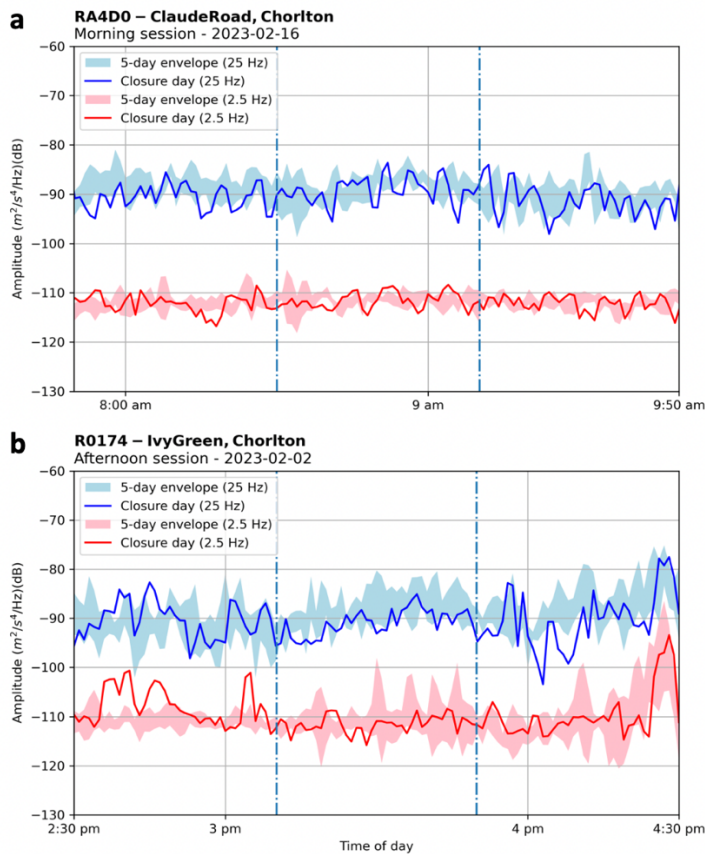 a
RA4D0 – ClaudeRoad, Chorlton
Morning session - 2023-02-16
−60
5-day envelope (25 Hz)
Closure day (25 Hz)
−70
5-day envelope (2.5 Hz)
Closure day (2.5 Hz)
−80
−90
−100
−110
−120
−130
Amplitude (m²/s⁴/Hz)(dB)
8:00 am
9 am
9:50 am
b
R0174 – IvyGreen, Chorlton
Afternoon session - 2023-02-02
−60
5-day envelope (25 Hz)
Closure day (25 Hz)
−70
5-day envelope (2.5 Hz)
Closure day (2.5 Hz)
−80
−90
−100
−110
−120
−130
Amplitude (m²/s⁴/Hz)(dB)
2:30 pm
3 pm
4 pm
4:30 pm
Time of day